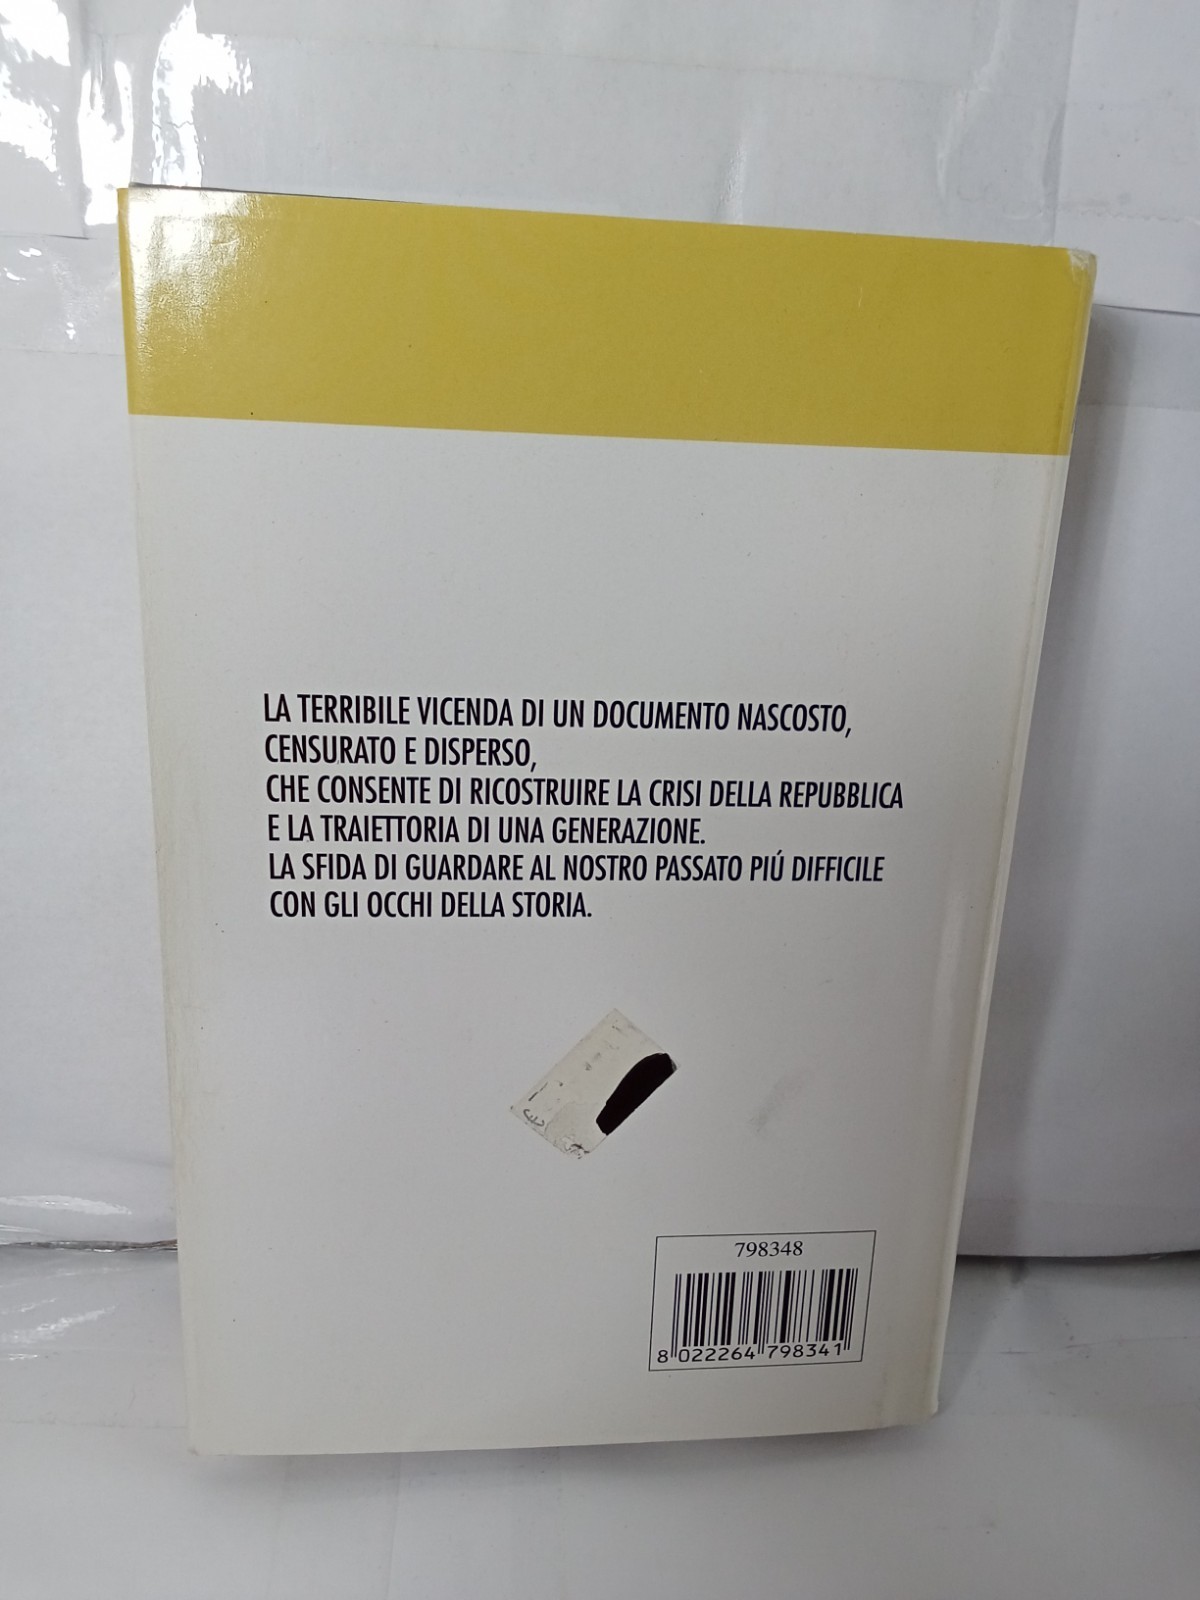 LA TERRIBILE VICENDA DI UN DOCUMENTO NASCOSTO,
CENSURATO E DISPERSO,
CHE CONSENTE DI RICOSTRUIRE LA CRISI DELLA REPUBBLICA
E LA TRAIETTORIA DI UNA GENERAZIONE.
LA SFIDA DI GUARDARE AL NOSTRO PASSATO PIÚ DIFFICILE
CON GLI OCCHI DELLA STORIA.
798348
8 022264 798341